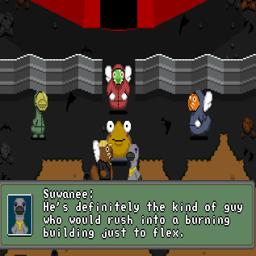 Suwanee:
He's definitely the kind of guy
who would rush into a burning
building just to flex.